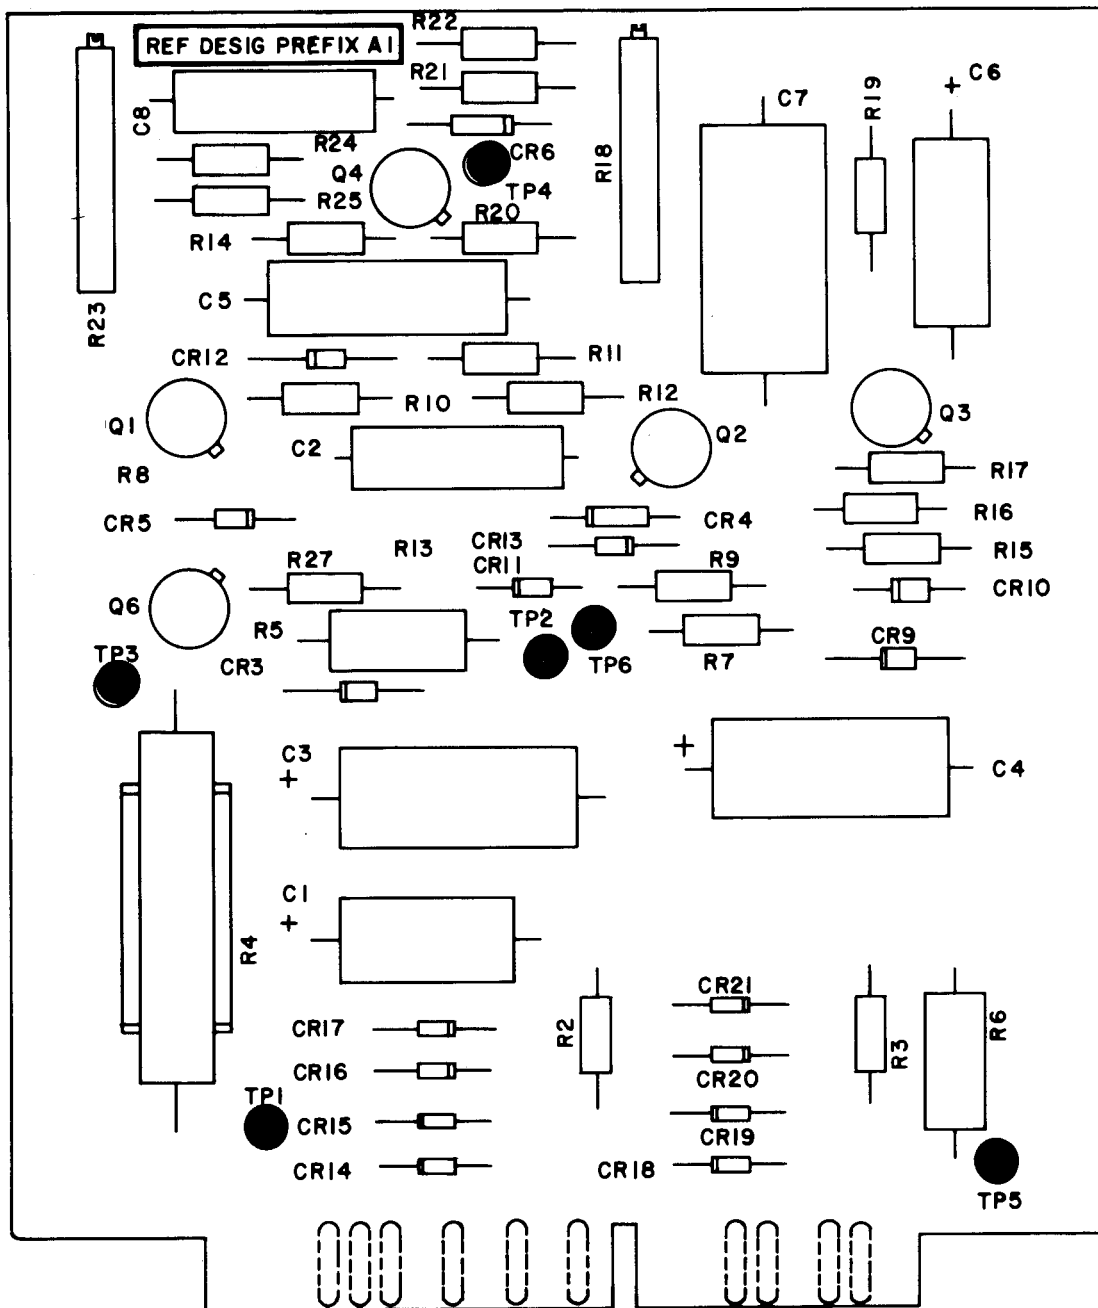 R22
REF DESIG PREFIX A1
R21
C8
C7
R19
+ C6
R24
CR6
R18
Q4
TP4
R25
R20
R14
C5
R23
CR12
R11
R10
R12
Q1
Q2
Q3
C2
R8
R17
CR5
CR4
R16
R13
CR13
R15
R27
CR11
R9
CR10
Q6
TP2
R5
TP3
CR3
TP6
R7
CR9
C3
+
+
C4
C1
+
R4
CR21
CR17
R2
R3
R6
CR16
CR20
TP1
CR15
CR19
CR14
CR18
TP5